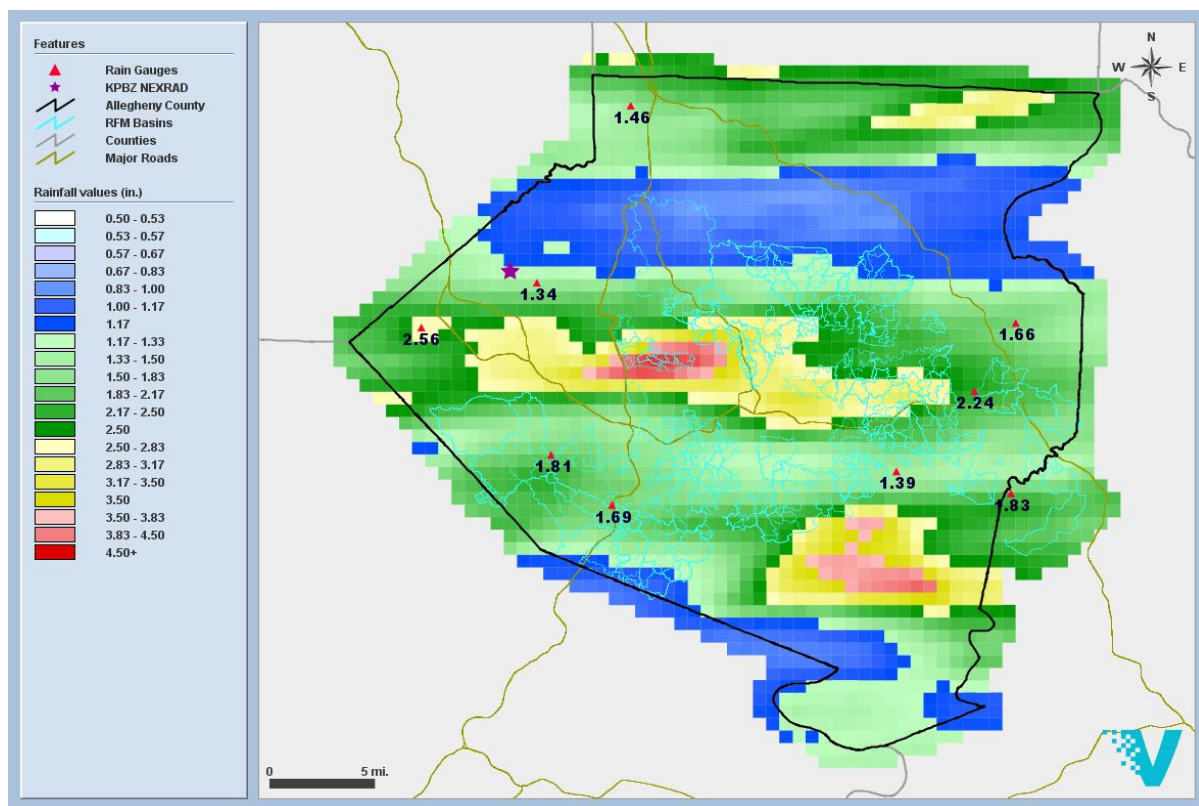 Features
Rain Gauges
KPBZ NEXRAD
Allegheny County
RFM Basins
Counties
Major Roads
Rainfall values (in.)
0.50 - 0.53
0.53 - 0.57
0.57 - 0.67
0.67 - 0.83
0.83 - 1.00
1.00 - 1.17
1.17
1.17 - 1.33
1.33 - 1.50
1.50 - 1.83
1.83 - 2.17
2.17 - 2.50
2.50
2.50 - 2.83
2.83 - 3.17
3.17 - 3.50
3.50
3.50 - 3.83
3.83 - 4.50
4.50+
N
W E
S
1.46
1.34
2.56
1.66
2.24
1.81
1.39
1.83
1.69
0 5 mi.
V